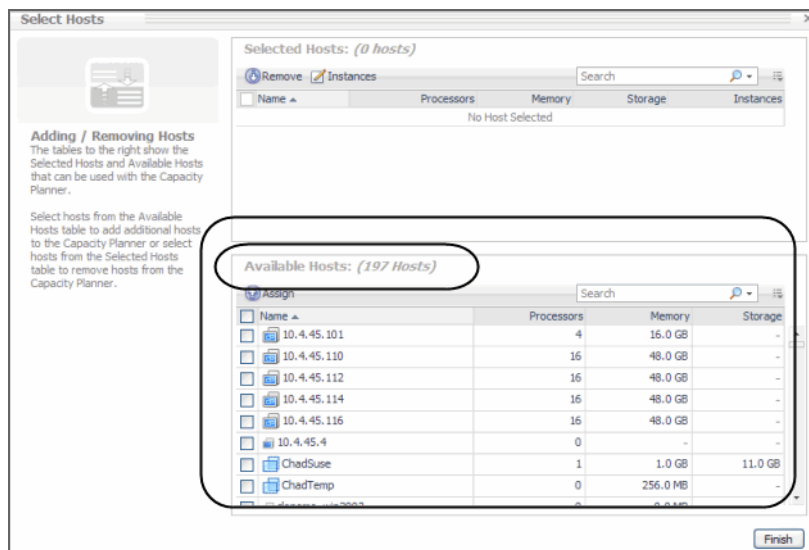 Select Hosts
Adding / Removing Hosts
The tables to the right show the
Selected Hosts and Available Hosts
that can be used with the Capacity
Planner.
Select hosts from the Available
Hosts table to add additional hosts
to the Capacity Planner or select
hosts from the Selected Hosts
table to remove hosts from the
Capacity Planner.
Selected Hosts: (0 hosts)
Remove Instances Search
Name Processors Memory Storage Instances
No Host Selected
Available Hosts: (197 Hosts)
Assign Search
Name Processors Memory Storage
10.4.45.101 4 16.0 GB -
10.4.45.110 16 48.0 GB -
10.4.45.112 16 48.0 GB -
10.4.45.114 16 48.0 GB -
10.4.45.116 16 48.0 GB -
10.4.45.4 0 - -
ChadSuse 1 1.0 GB 11.0 GB
ChadTemp 0 256.0 MB -
Finish